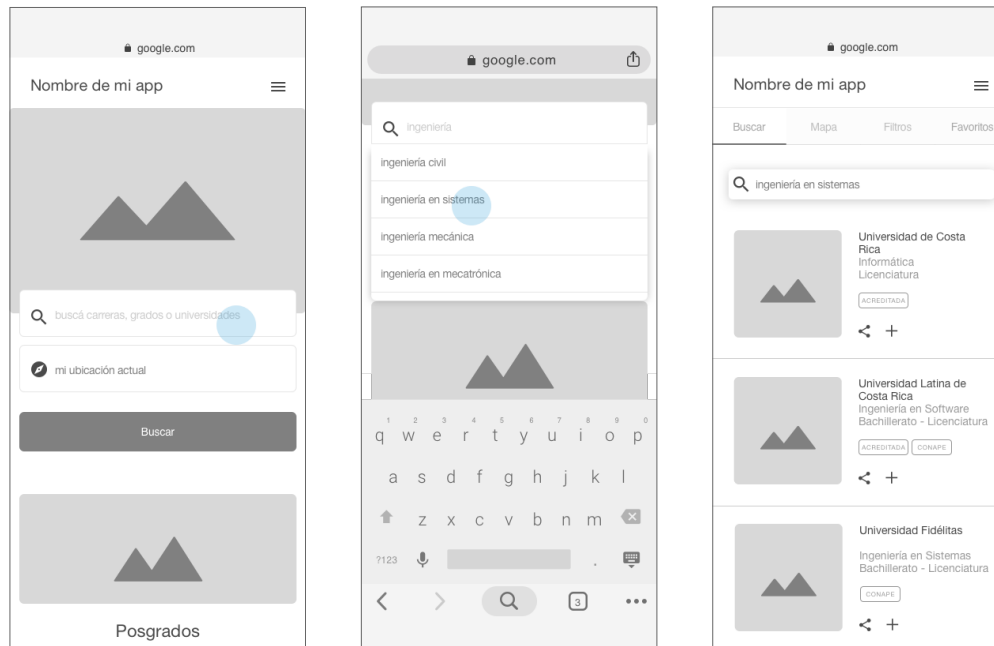 google.com
Nombre de mi app
buscá carreras, grados o universidades
mi ubicación actual
Buscar
Posgrados
google.com
ingeniería
ingeniería civil
ingeniería en sistemas
ingeniería mecánica
ingeniería en mecatrónica
1 2 3 4 5 6 7 8 9 0
q w e r t y u i o p
a s d f g h j k l
z x c v b n m
?123 .
3
google.com
Nombre de mi app
Buscar Mapa Filtros Favoritos
ingeniería en sistemas
Universidad de Costa
Rica
Informática
Licenciatura
ACREDITADA
Universidad Latina de
Costa Rica
Ingeniería en Software
Bachillerato - Licenciatura
ACREDITADA CONAPE
Universidad Fidélitas
Ingeniería en Sistemas
Bachillerato - Licenciatura
CONAPE